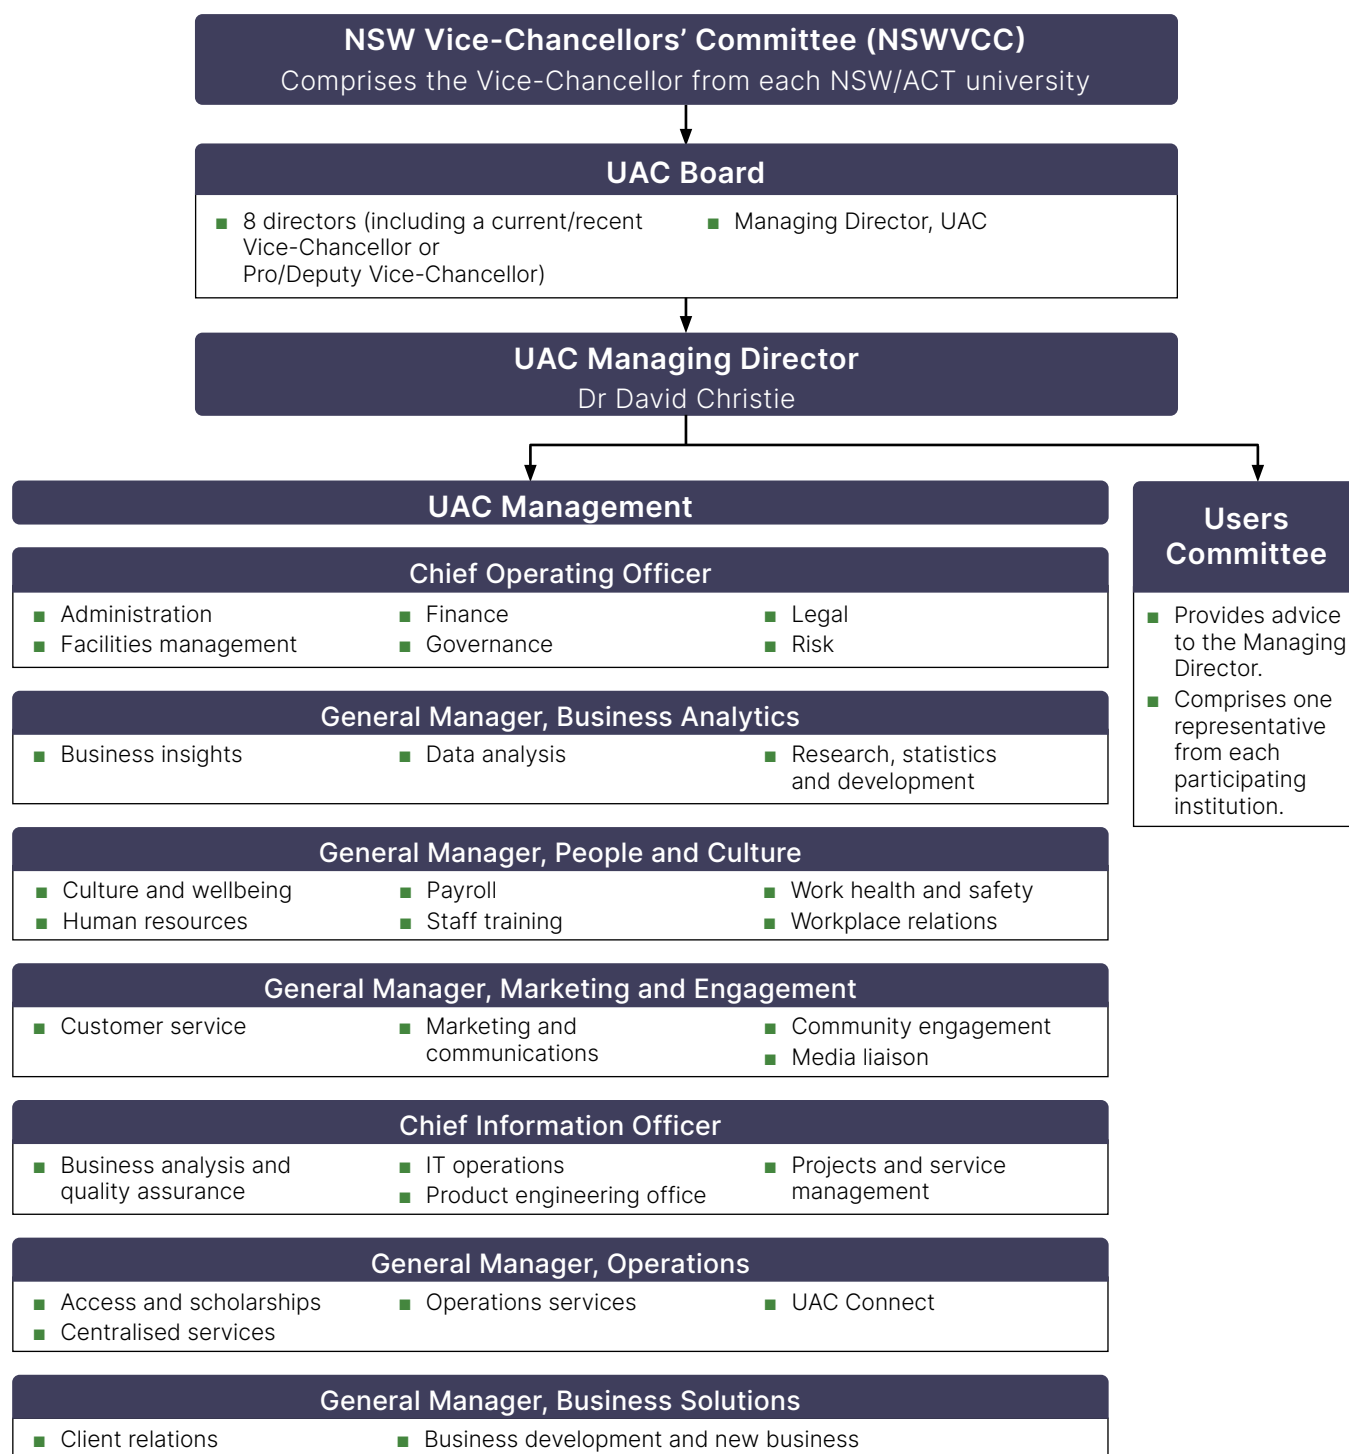 NSW Vice-Chancellors’ Committee (NSWVCC)
Comprises the Vice-Chancellor from each NSW/ACT university
UAC Board
■ 8 directors (including a current/recent
Vice-Chancellor or
Pro/Deputy Vice-Chancellor)
■ Managing Director, UAC
UAC Managing Director
Dr David Christie
UAC Management
Chief Operating Officer
■ Administration
■ Facilities management
■ Finance
■ Governance
■ Legal
■ Risk
General Manager, Business Analytics
■ Business insights
■ Data analysis
■ Research, statistics
and development
General Manager, People and Culture
■ Culture and wellbeing
■ Human resources
■ Payroll
■ Staff training
■ Work health and safety
■ Workplace relations
General Manager, Marketing and Engagement
■ Customer service
■ Marketing and
communications
■ Community engagement
■ Media liaison
Chief Information Officer
■ Business analysis and
quality assurance
■ IT operations
■ Product engineering office
■ Projects and service
management
General Manager, Operations
■ Access and scholarships
■ Centralised services
■ Operations services
■ UAC Connect
General Manager, Business Solutions
■ Client relations
■ Business development and new business
Users
Committee
■ Provides advice
to the Managing
Director.
■ Comprises one
representative
from each
participating
institution.